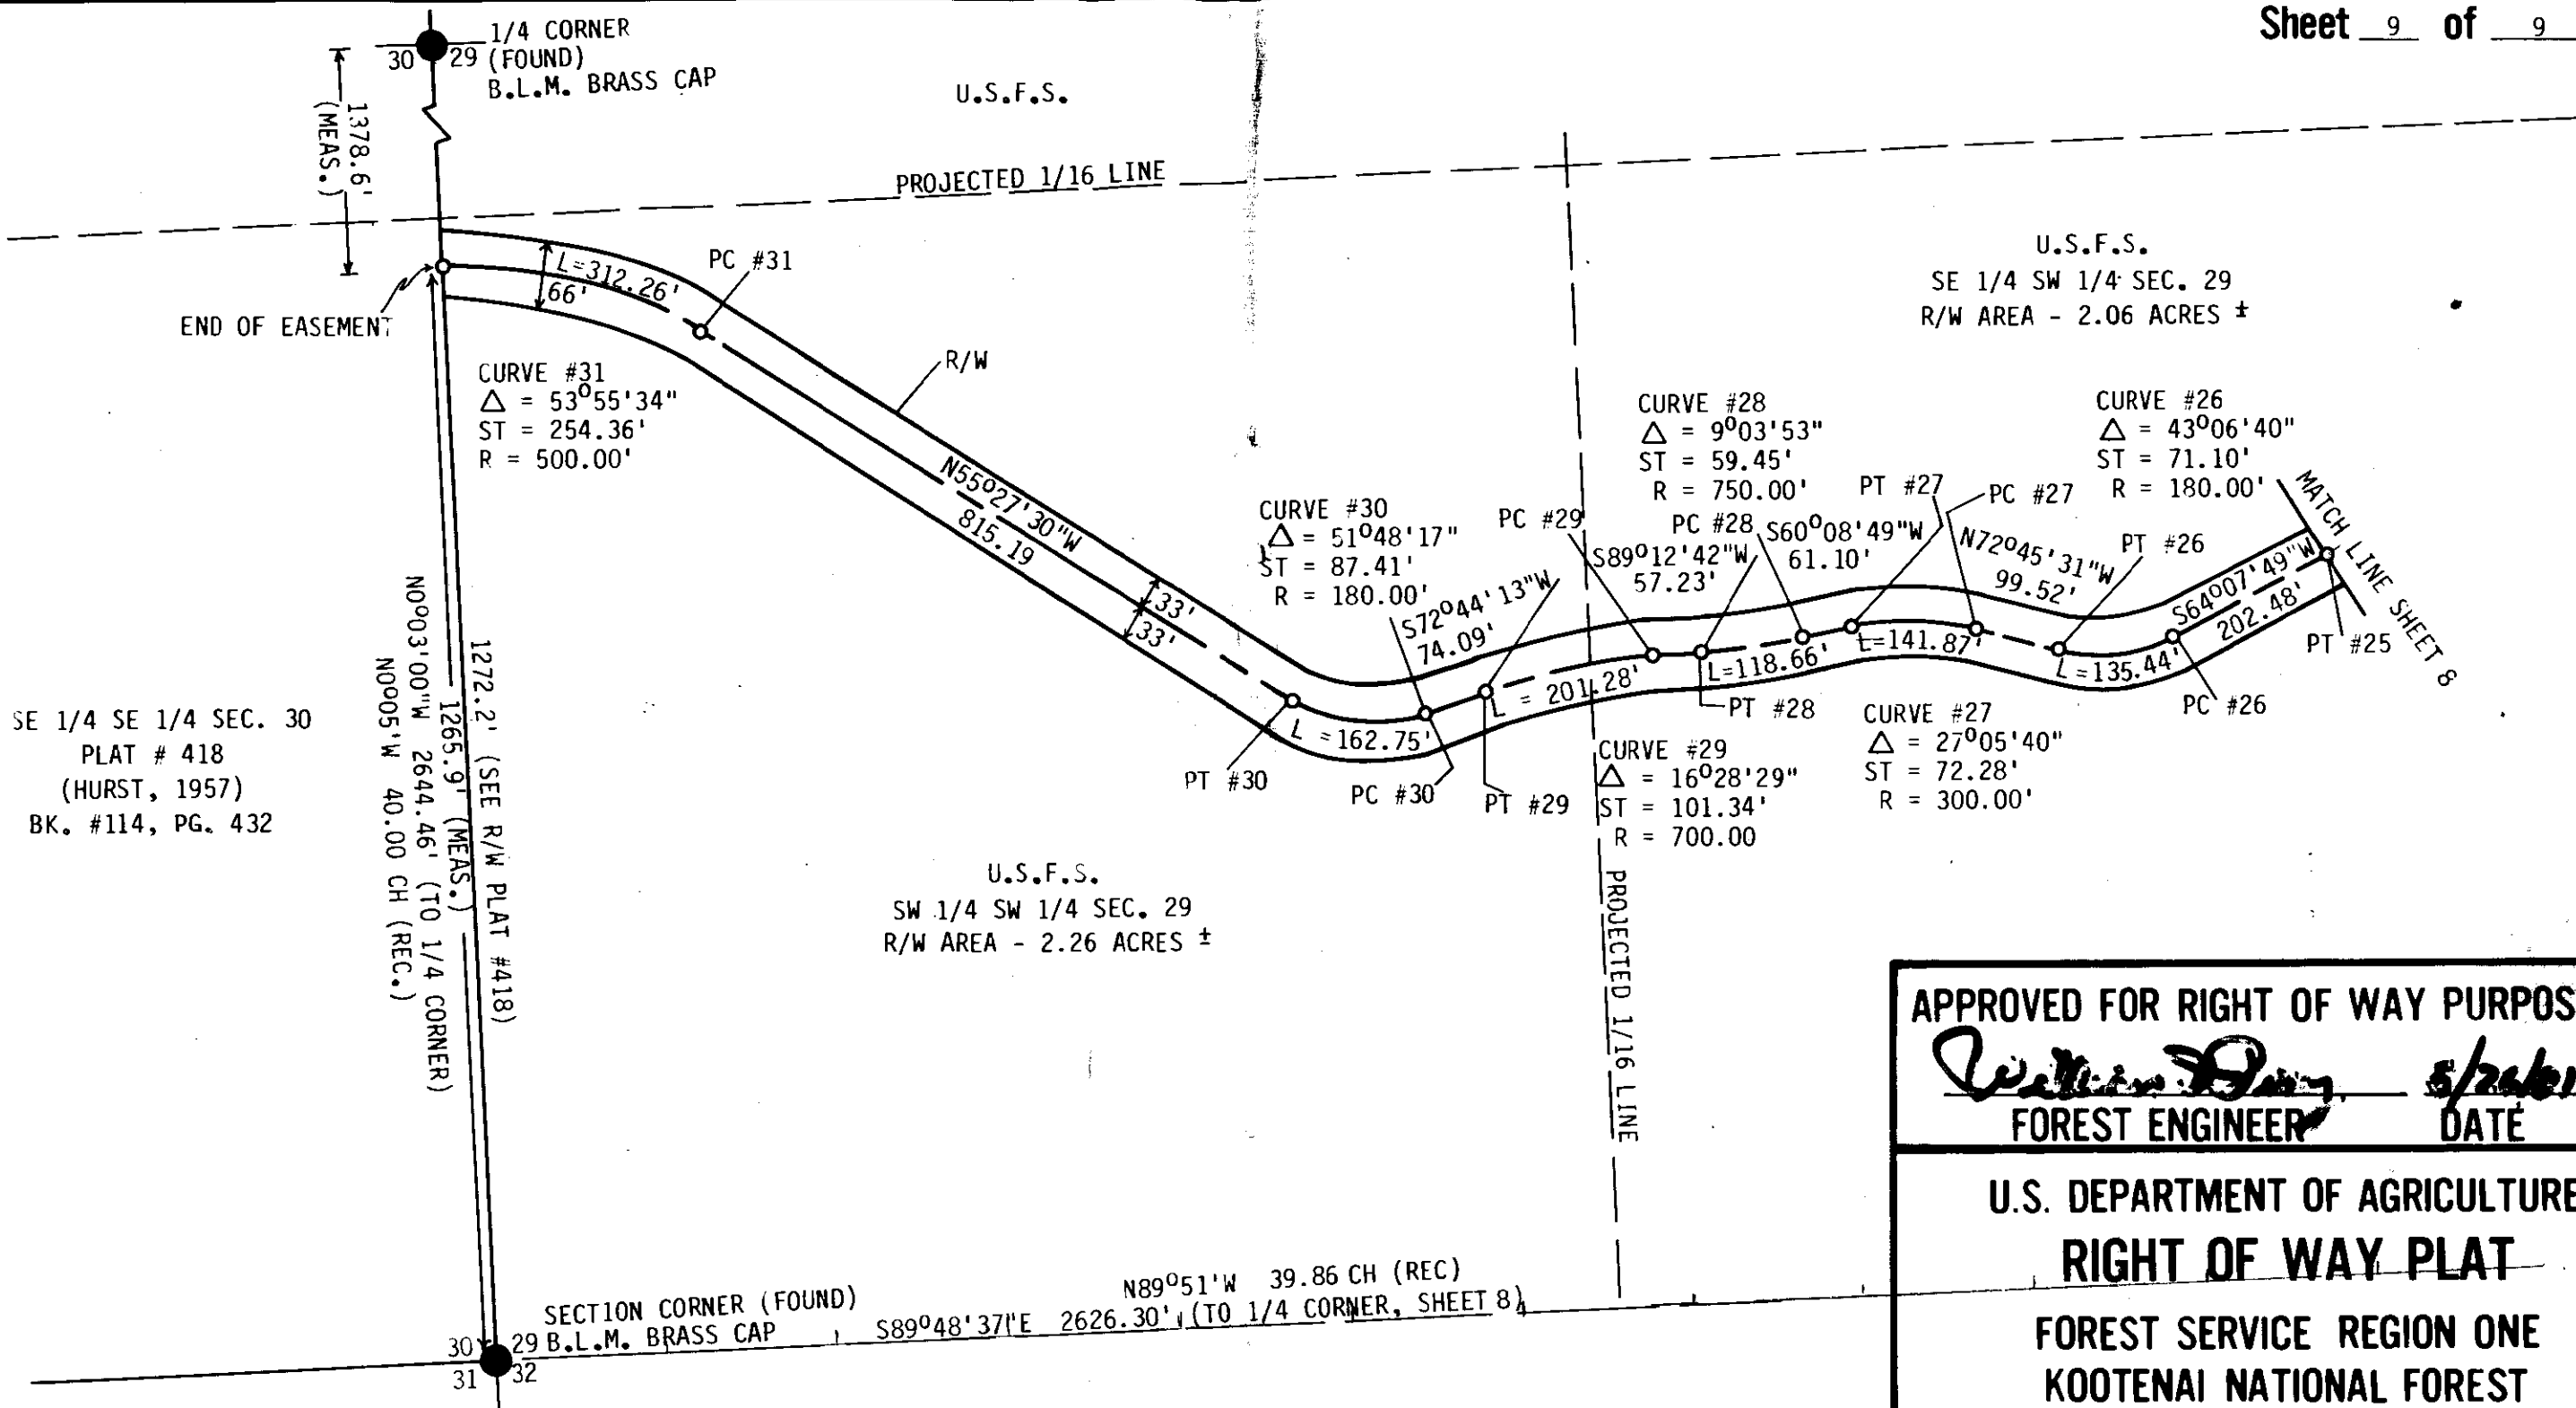 Sheet 9 of 9
1/4 CORNER
30 29 (FOUND)
B.L.M. BRASS CAP
1378.6'
(MEAS.)
U.S.F.S.
PROJECTED 1/16 LINE
PC #31
L=312.26'
66'
END OF EASEMENT
R/W
CURVE #31
△ = 53°55'34"
ST = 254.36'
R = 500.00'
N55°27'30"W
815.19
33'
33'
U.S.F.S.
SE 1/4 SW 1/4 SEC. 29
R/W AREA - 2.06 ACRES ±
CURVE #30
△ = 51°48'17"
ST = 87.41'
R = 180.00'
CURVE #28
△ = 9°03'53"
ST = 59.45'
R = 750.00'
CURVE #26
△ = 43°06'40"
ST = 71.10'
R = 180.00'
PC #29
S72°44'13"W
74.09'
S89°12'42"W
57.23'
PC #28
S60°08'49"W
61.10'
PT #27
PC #27
N72°45'31"W
99.52'
PT #26
S64°07'49"W
202.48'
MATCH LINE SHEET 8
PT #25
PC #26
L=135.44'
L=141.87'
L=118.66'
L = 201.28'
L = 162.75'
PT #30
PC #30
PT #29
PT #28
CURVE #29
△ = 16°28'29"
ST = 101.34'
R = 700.00
CURVE #27
△ = 27°05'40"
ST = 72.28'
R = 300.00'
SE 1/4 SE 1/4 SEC. 30
PLAT # 418
(HURST, 1957)
BK. #114, PG. 432
1272.2' (SEE R/W PLAT #418)
1265.9' (MEAS.)
N0°03'00"W 2644.46' (TO 1/4 CORNER)
N0°05'W 40.00 CH (REC.)
U.S.F.S.
SW 1/4 SW 1/4 SEC. 29
R/W AREA - 2.26 ACRES ±
PROJECTED 1/16 LINE
SECTION CORNER (FOUND)
30 29 B.L.M. BRASS CAP
31 32
N89°51'W 39.86 CH (REC)
S89°48'37"E 2626.30' (TO 1/4 CORNER, SHEET 8)
APPROVED FOR RIGHT OF WAY PURPOS
FOREST ENGINEER DATE
U.S. DEPARTMENT OF AGRICULTURE
RIGHT OF WAY PLAT
FOREST SERVICE REGION ONE
KOOTENAI NATIONAL FOREST